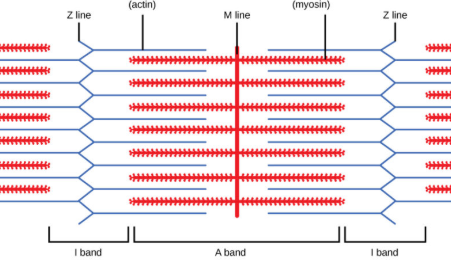 (actin)
(myosin)
Z line
M line
Z line
I band
A band
I band